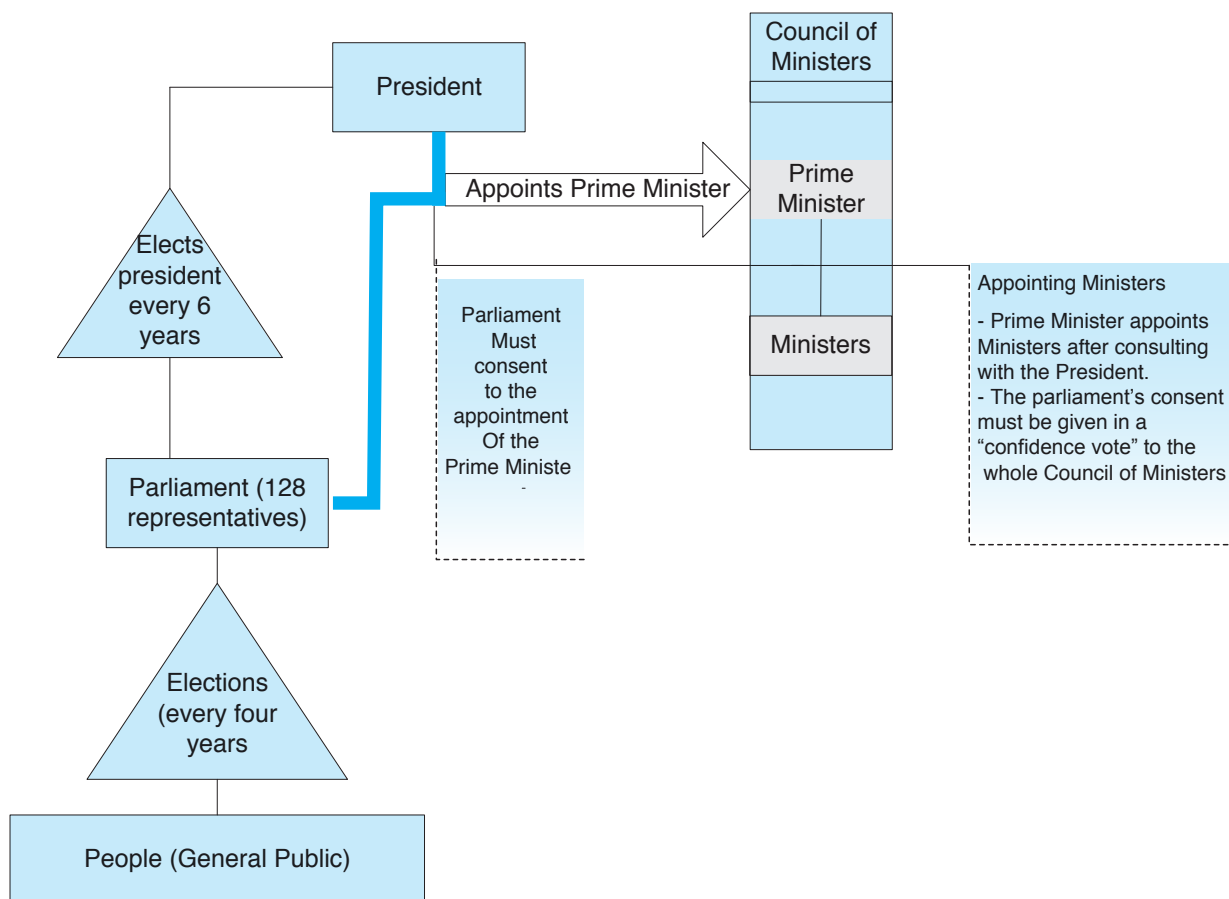 Council of
Ministers
President
Appoints Prime Minister
Prime
Minister
Elects
president
every 6
years
Parliament
Must
consent
to the
appointment
Of the
Prime Ministe
-
Ministers
Appointing Ministers
- Prime Minister appoints
Ministers after consulting
with the President.
- The parliament’s consent
must be given in a
“confidence vote” to the
whole Council of Ministers
Parliament (128
representatives)
Elections
(every four
years
People (General Public)